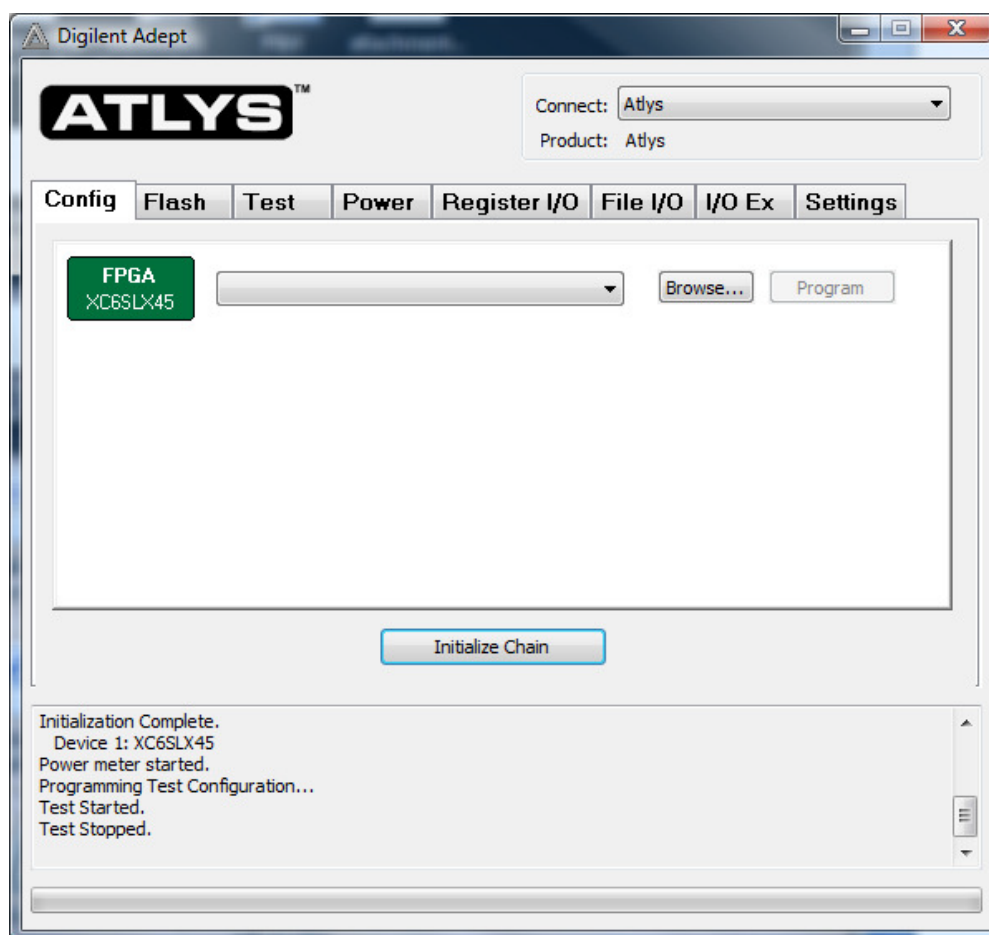 Digilent Adept
ATLYS™
Connect: Atlys
Product: Atlys
Config Flash Test Power Register I/O File I/O I/O Ex Settings
FPGA
XC6SLX45
Browse... Program
Initialize Chain
Initialization Complete.
Device 1: XC6SLX45
Power meter started.
Programming Test Configuration...
Test Started.
Test Stopped.